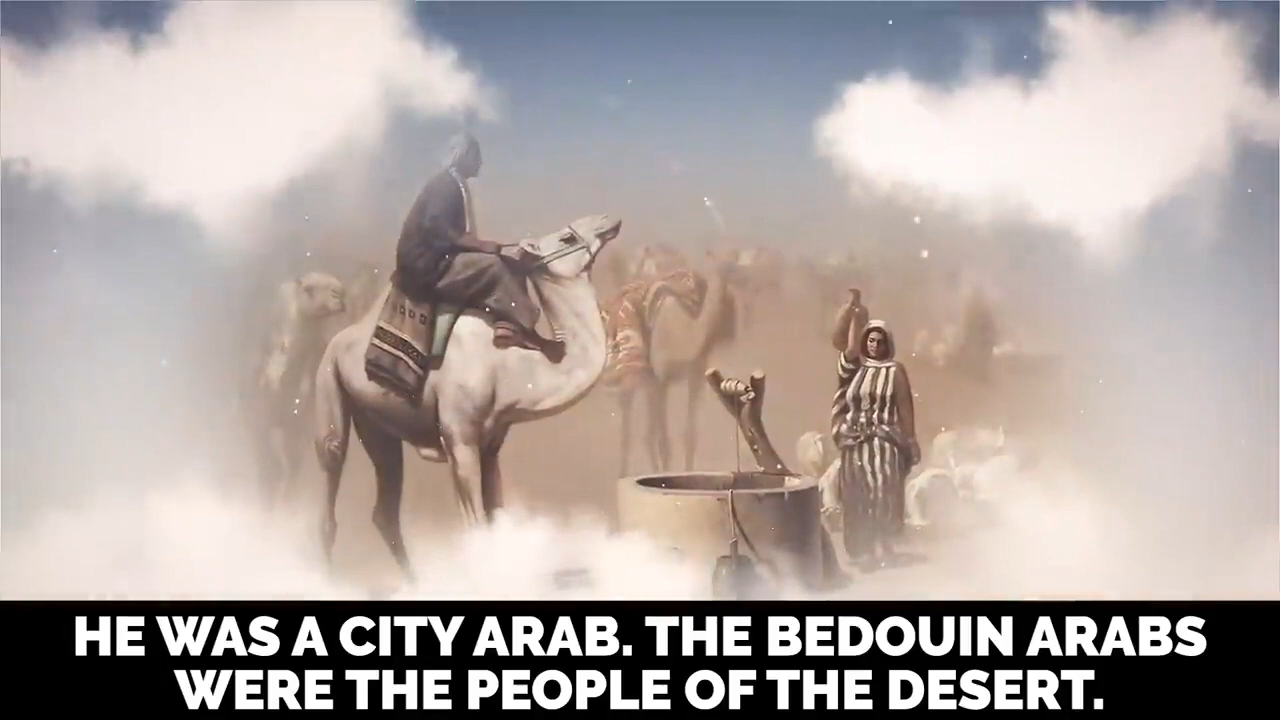 HE WAS A CITY ARAB. THE BEDOUIN ARABS
WERE THE PEOPLE OF THE DESERT.